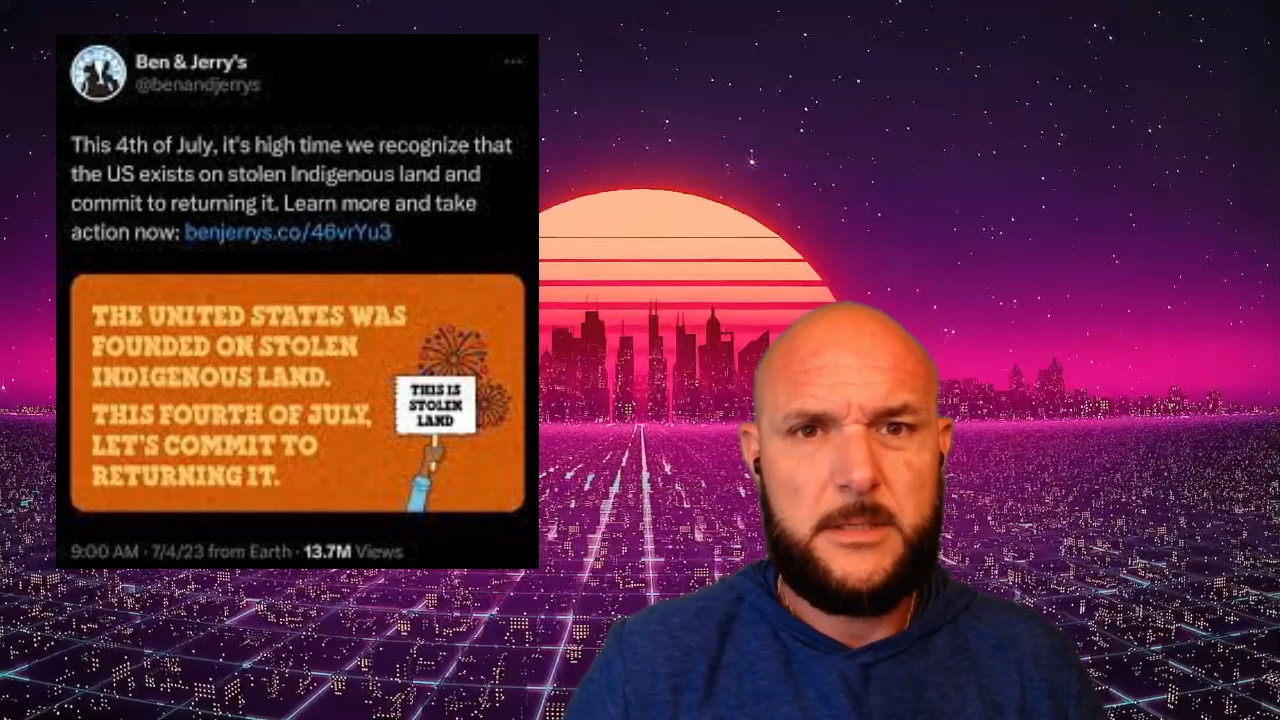 Ben & Jerry's
@benandjerrys
This 4th of July, it's high time we recognize that
the US exists on stolen Indigenous land and
commit to returning it. Learn more and take
action now: benjerrys.co/46vrYu3
THE UNITED STATES WAS
FOUNDED ON STOLEN
INDIGENOUS LAND.
THIS FOURTH OF JULY,
LET'S COMMIT TO
RETURNING IT.
THIS IS
STOLEN
LAND
9:00 AM · 7/4/23 from Earth · 13.7M Views